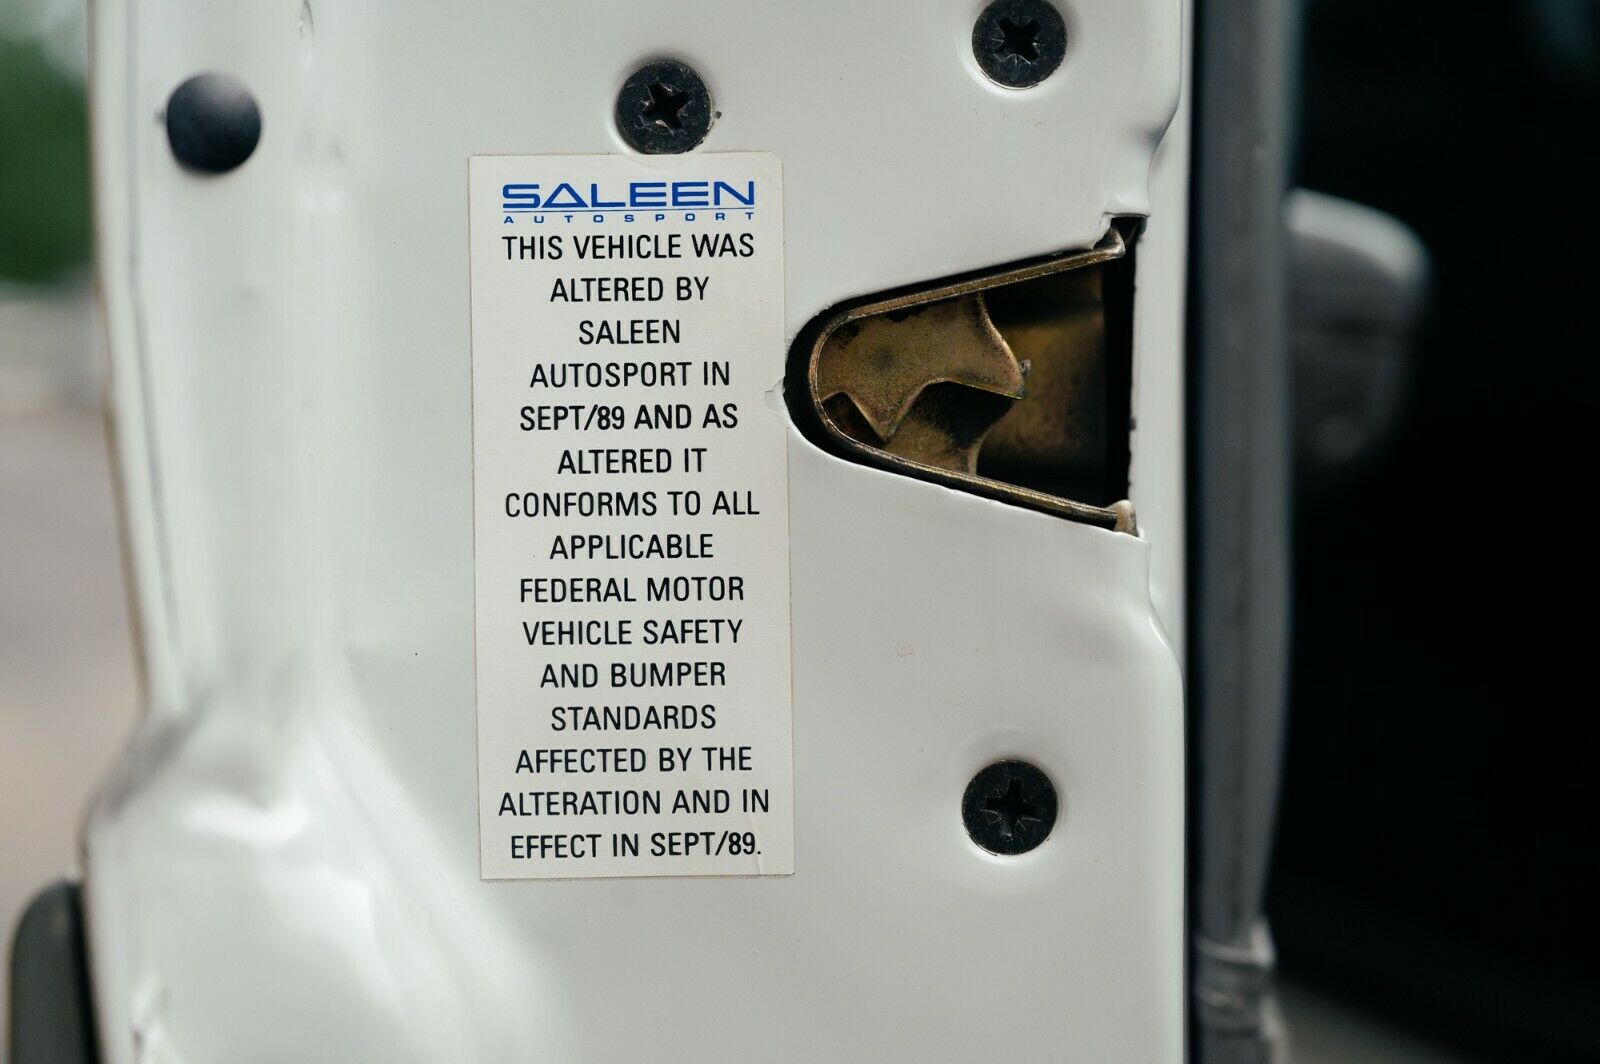 SALEEN
AUTOSPORT
THIS VEHICLE WAS
ALTERED BY
SALEEN
AUTOSPORT IN
SEPT/89 AND AS
ALTERED IT
CONFORMS TO ALL
APPLICABLE
FEDERAL MOTOR
VEHICLE SAFETY
AND BUMPER
STANDARDS
AFFECTED BY THE
ALTERATION AND IN
EFFECT IN SEPT/89.